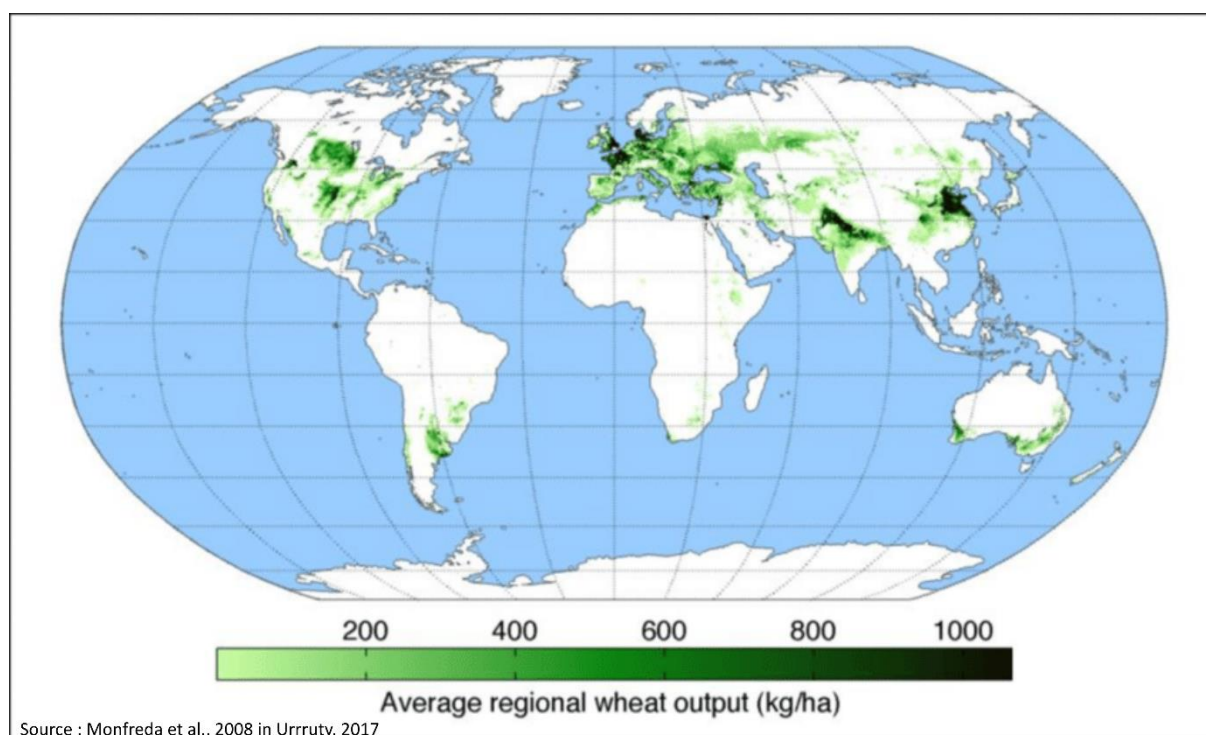 200 400 600 800 1000
Average regional wheat output (kg/ha)
Source : Monfreda et al., 2008 in Urrruty, 2017